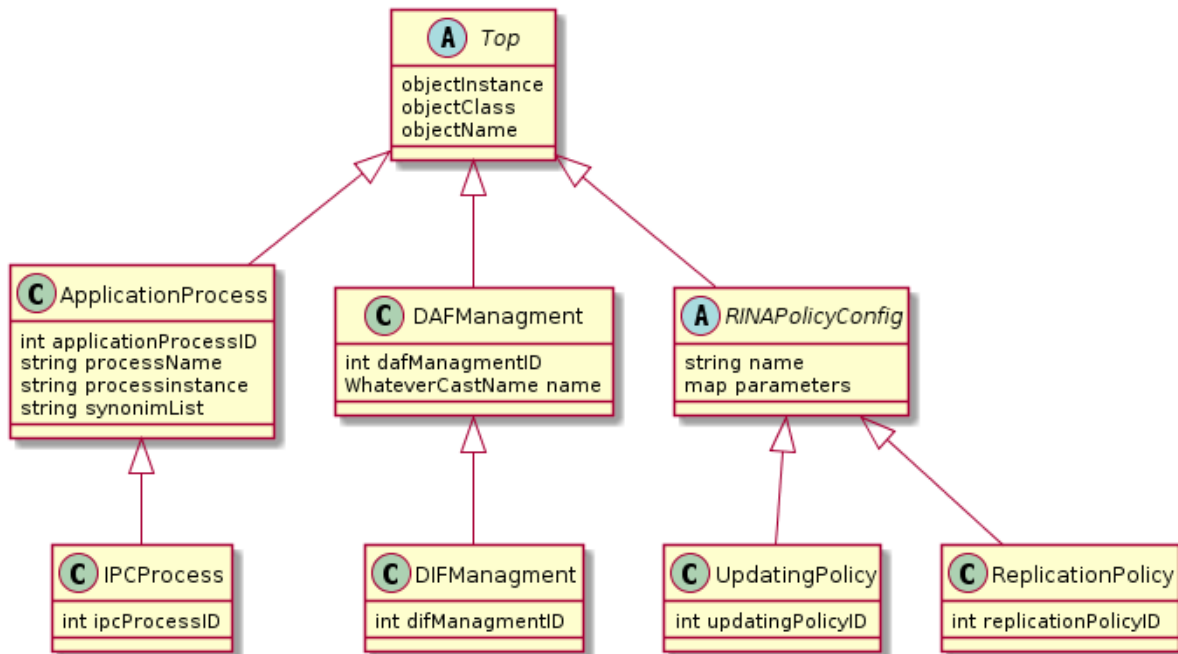 A Top
objectInstance
objectClass
objectName
C ApplicationProcess
int applicationProcessID
string processName
string processinstance
string synonimList
C DAFManagment
int dafManagmentID
WhateverCastName name
A RINAPolicyConfig
string name
map parameters
C IPCProcess
int ipcProcessID
C DIFManagment
int difManagmentID
C UpdatingPolicy
int updatingPolicyID
C ReplicationPolicy
int replicationPolicyID